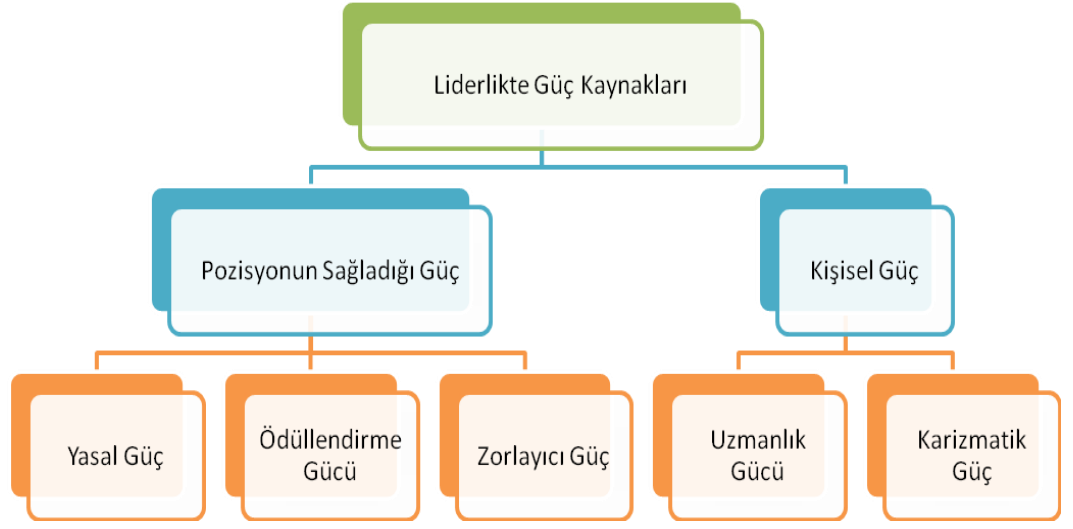 Liderlikte Güç Kaynakları
Pozisyonun Sağladığı Güç
Kişisel Güç
Yasal Güç
Ödüllendirme
Gücü
Zorlayıcı Güç
Uzmanlık
Gücü
Karizmatik
Güç